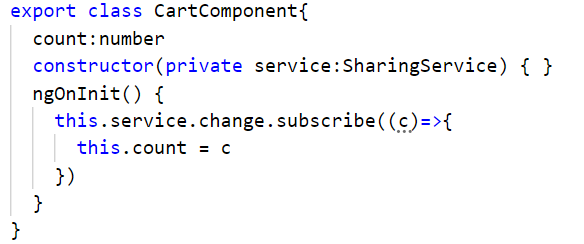 export class CartComponent{
  count:number
  constructor(private service:SharingService) { }
  ngOnInit() {
    this.service.change.subscribe((c)=>{
      this.count = c
    })
  }
}